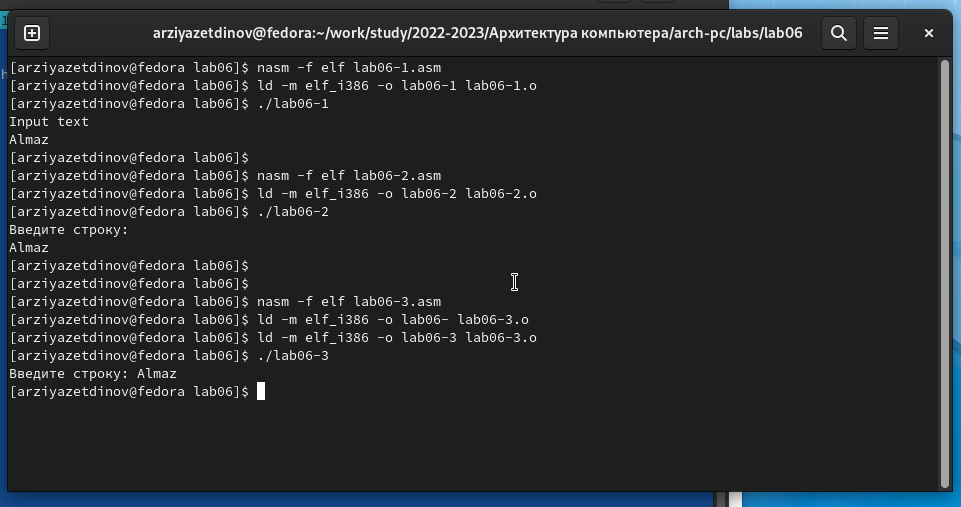 arziyazetdinov@fedora:~/work/study/2022-2023/Архитектура компьютера/arch-pc/labs/lab06
[arziyazetdinov@fedora lab06]$ nasm -f elf lab06-1.asm
[arziyazetdinov@fedora lab06]$ ld -m elf_i386 -o lab06-1 lab06-1.o
[arziyazetdinov@fedora lab06]$ ./lab06-1
Input text
Almaz
[arziyazetdinov@fedora lab06]$
[arziyazetdinov@fedora lab06]$ nasm -f elf lab06-2.asm
[arziyazetdinov@fedora lab06]$ ld -m elf_i386 -o lab06-2 lab06-2.o
[arziyazetdinov@fedora lab06]$ ./lab06-2
Введите строку:
Almaz
[arziyazetdinov@fedora lab06]$
[arziyazetdinov@fedora lab06]$
[arziyazetdinov@fedora lab06]$ nasm -f elf lab06-3.asm
[arziyazetdinov@fedora lab06]$ ld -m elf_i386 -o lab06- lab06-3.o
[arziyazetdinov@fedora lab06]$ ld -m elf_i386 -o lab06-3 lab06-3.o
[arziyazetdinov@fedora lab06]$ ./lab06-3
Введите строку: Almaz
[arziyazetdinov@fedora lab06]$